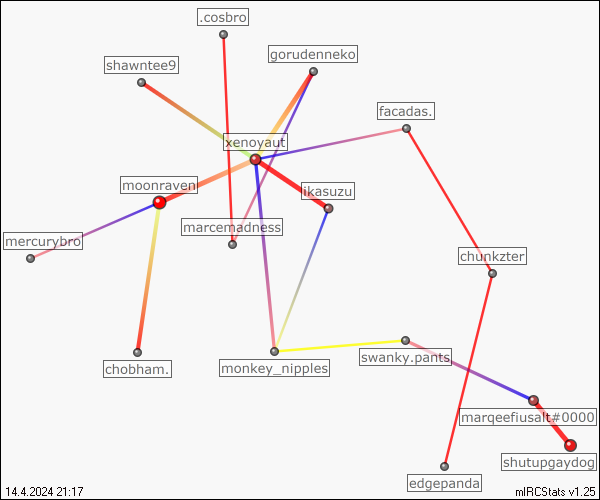 .cosbro
gorudenneko
shawntee9
facadas.
xenoyaut
moonraven
ikasuzu
marcemadness
mercurybro
chunkzter
swanky.pants
chobham.
monkey_nipples
marqeefiusalt#0000
shutupgaydog
edgepanda
14.4.2024 21:17
mIRCStats v1.25